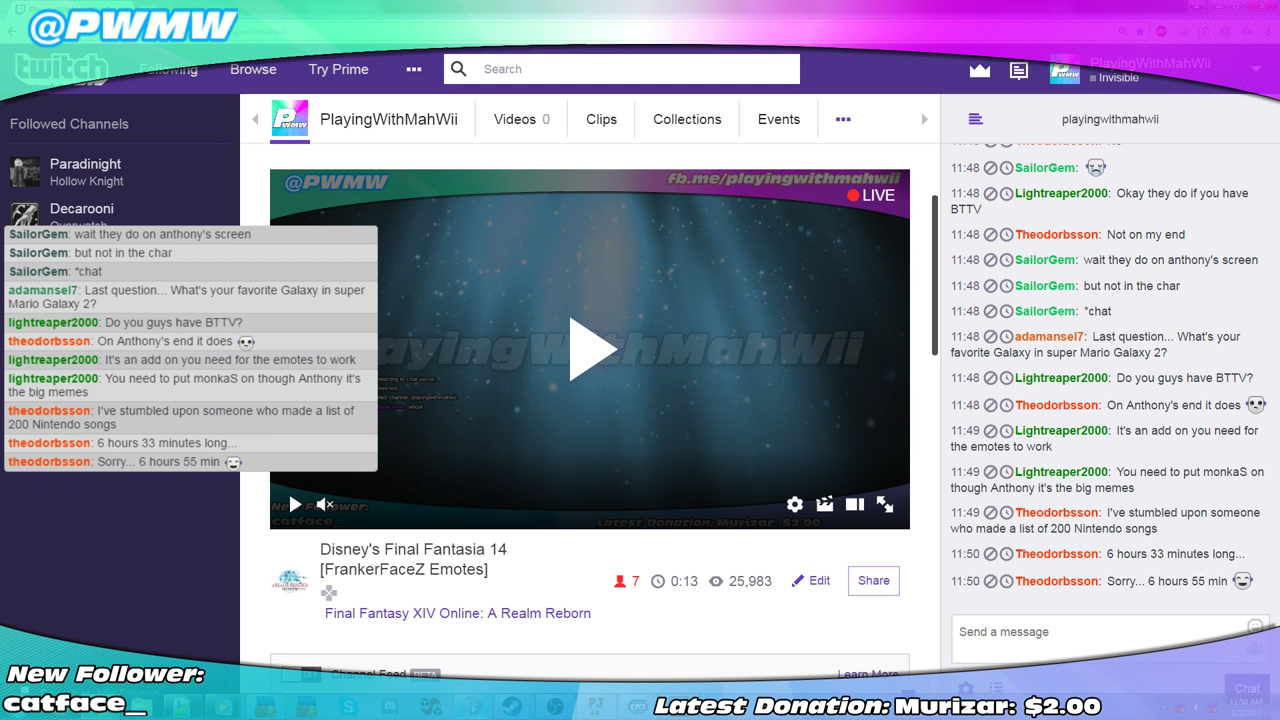 @PWMW
twitch
Following
Browse
Try Prime
Search
PlayingWithMahWii
Invisible
Followed Channels
Paradinight
Hollow Knight
Decarooni
Overwatch
SailorGem: wait they do on anthony's screen
SailorGem: but not in the char
SailorGem: *chat
adamansel7: Last question... What's your favorite Galaxy in super
Mario Galaxy 2?
lightreaper2000: Do you guys have BTTV?
theodorbsson: On Anthony's end it does
lightreaper2000: It's an add on you need for the emotes to work
lightreaper2000: You need to put monkaS on though Anthony it's
the big memes
theodorbsson: I've stumbled upon someone who made a list of
200 Nintendo songs
theodorbsson: 6 hours 33 minutes long...
theodorbsson: Sorry... 6 hours 55 min
PWMW
PlayingWithMahWii
Videos 0
Clips
Collections
Events
@PWMW
fb.me/playingwithmahwii
LIVE
layingWithMahWii
New Follower:
catface_
Latest Donation: Murizar: $2.00
Disney's Final Fantasia 14
[FrankerFaceZ Emotes]
7
0:13
25,983
Edit
Share
Final Fantasy XIV Online: A Realm Reborn
Channel Feed BETA
Learn More
playingwithmahwii
11:48 SailorGem:
11:48 Lightreaper2000: Okay they do if you have
BTTV
11:48 Theodorbsson: Not on my end
11:48 SailorGem: wait they do on anthony's screen
11:48 SailorGem: but not in the char
11:48 SailorGem: *chat
11:48 adamansel7: Last question... What's your
favorite Galaxy in super Mario Galaxy 2?
11:48 Lightreaper2000: Do you guys have BTTV?
11:48 Theodorbsson: On Anthony's end it does
11:49 Lightreaper2000: It's an add on you need for
the emotes to work
11:49 Lightreaper2000: You need to put monkaS on
though Anthony it's the big memes
11:49 Theodorbsson: I've stumbled upon someone
who made a list of 200 Nintendo songs
11:50 Theodorbsson: 6 hours 33 minutes long...
11:50 Theodorbsson: Sorry... 6 hours 55 min
Send a message
Chat
New Follower:
catface_
Latest Donation: Murizar: $2.00